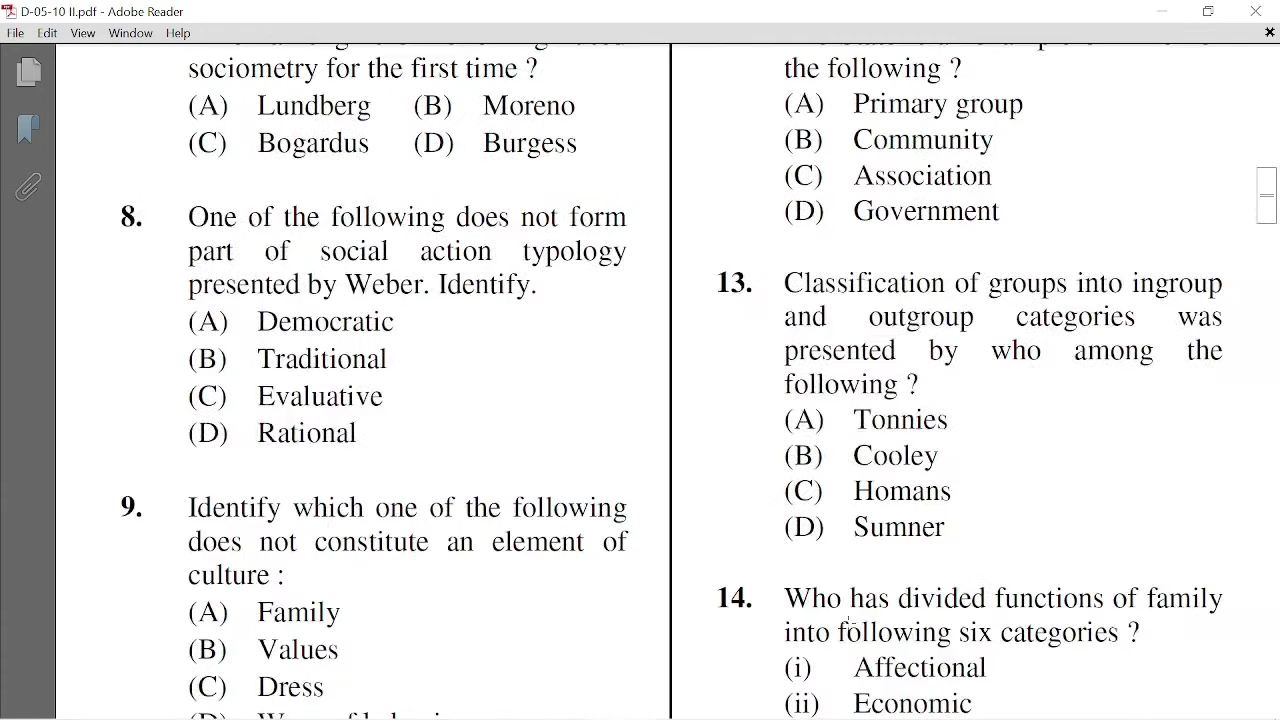 D-05-10 II.pdf - Adobe Reader
File Edit View Window Help
sociometry for the first time ?
(A) Lundberg (B) Moreno
(C) Bogardus (D) Burgess
8. One of the following does not form
part of social action typology
presented by Weber. Identify.
(A) Democratic
(B) Traditional
(C) Evaluative
(D) Rational
9. Identify which one of the following
does not constitute an element of
culture :
(A) Family
(B) Values
(C) Dress
the following ?
(A) Primary group
(B) Community
(C) Association
(D) Government
13. Classification of groups into ingroup
and outgroup categories was
presented by who among the
following ?
(A) Tonnies
(B) Cooley
(C) Homans
(D) Sumner
14. Who has divided functions of family
into following six categories ?
(i) Affectional
(ii) Economic